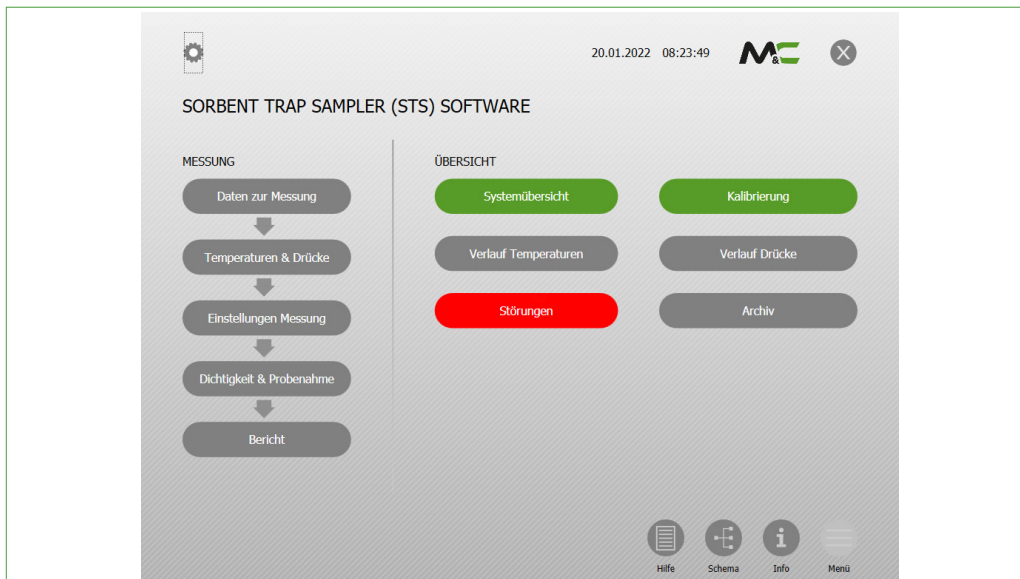 20.01.2022 08:23:49 M&C
SORBENT TRAP SAMPLER (STS) SOFTWARE
MESSUNG
Daten zur Messung
Temperaturen & Drücke
Einstellungen Messung
Dichtigkeit & Probenahme
Bericht
ÜBERSICHT
Systemübersicht
Kalibrierung
Verlauf Temperaturen
Verlauf Drücke
Störungen
Archiv
Hilfe
Schema
Info
Menü